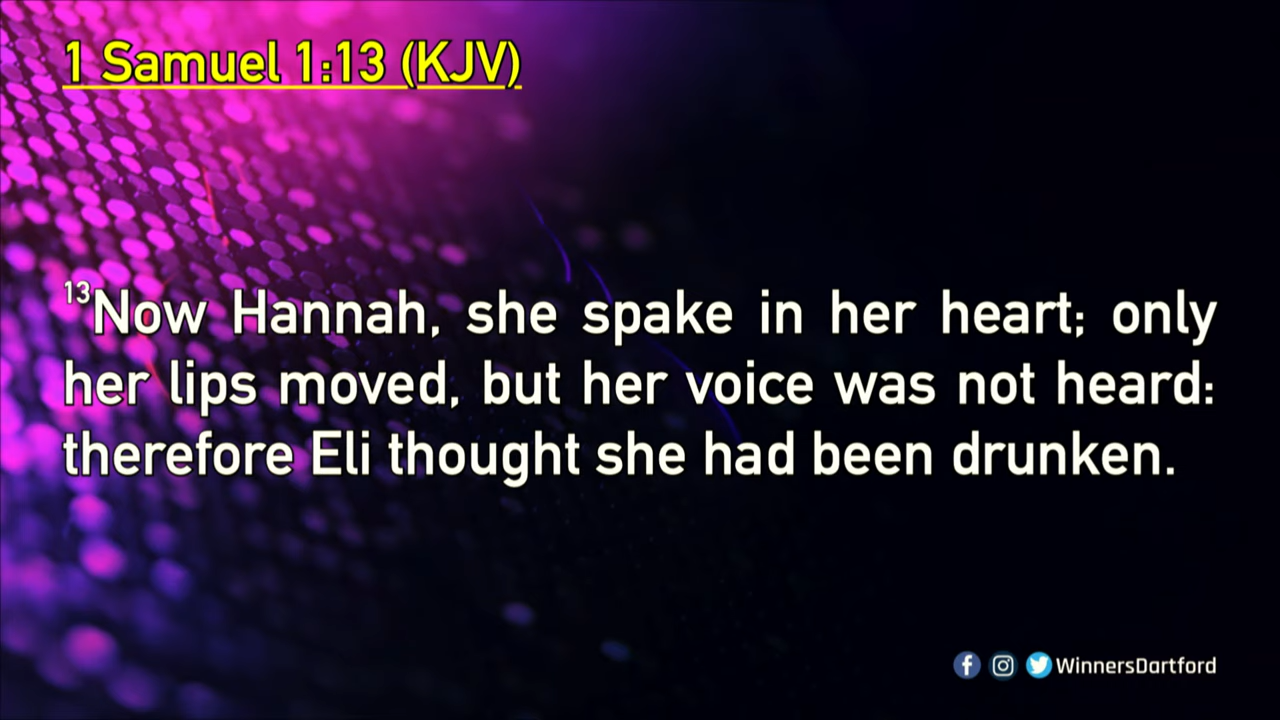 1 Samuel 1:13 (KJV)
13Now Hannah, she spake in her heart; only
her lips moved, but her voice was not heard:
therefore Eli thought she had been drunken.
WinnersDartford